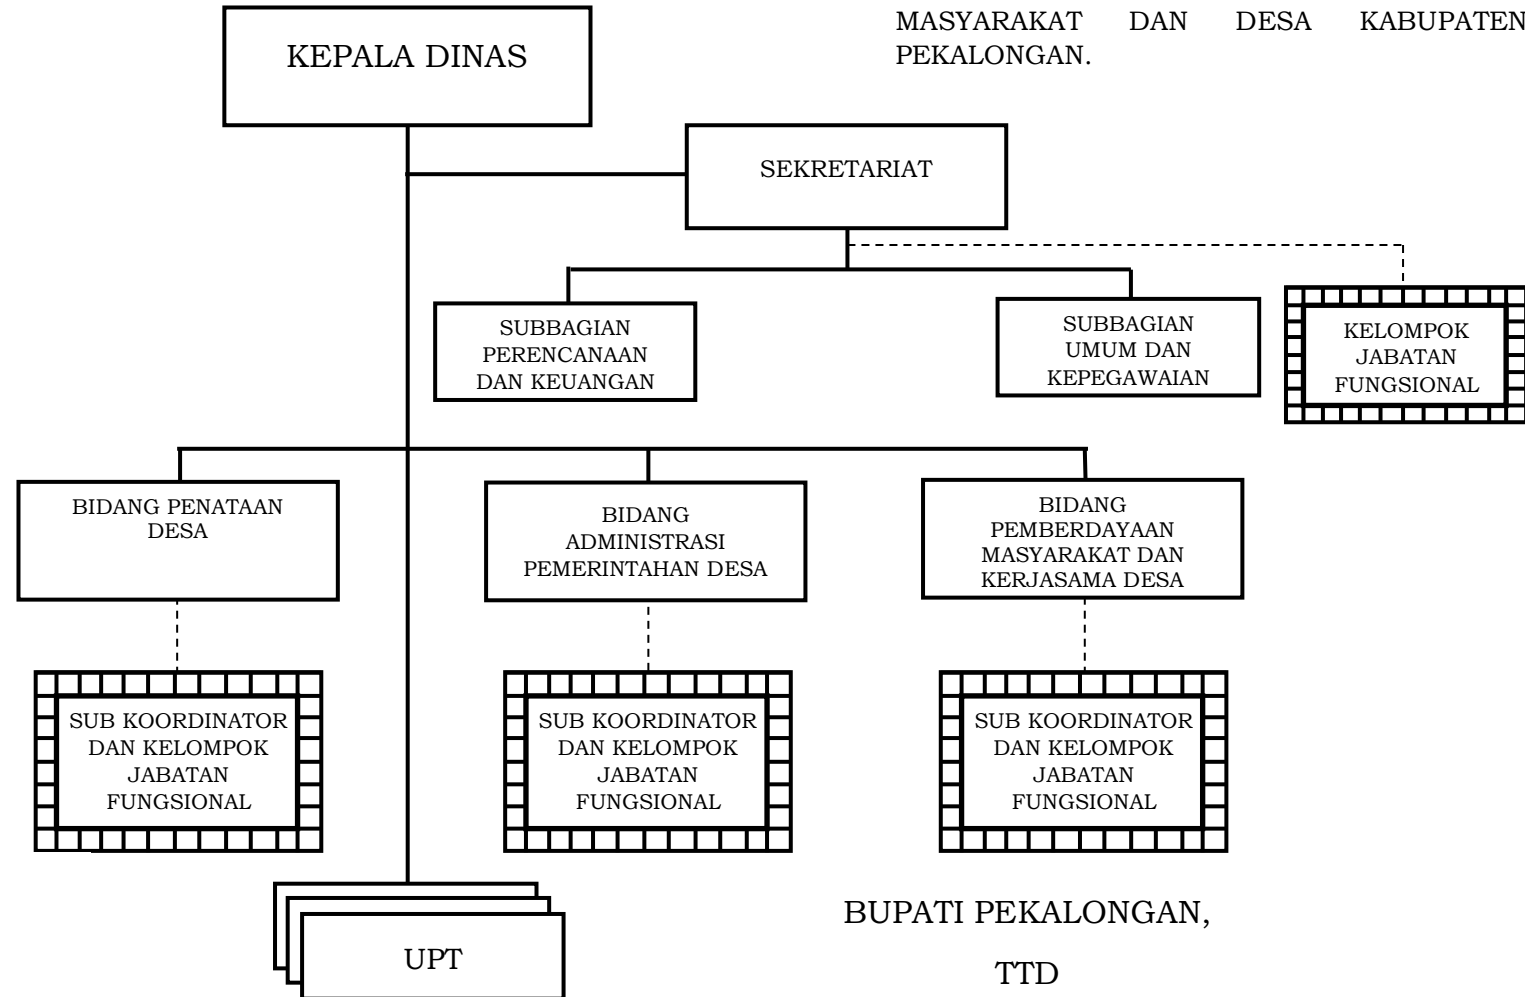 MASYARAKAT DAN DESA KABUPATEN
PEKALONGAN.
KEPALA DINAS
SEKRETARIAT
SUBBAGIAN
PERENCANAAN
DAN KEUANGAN
SUBBAGIAN
UMUM DAN
KEPEGAWAIAN
KELOMPOK
JABATAN
FUNGSIONAL
BIDANG PENATAAN
DESA
BIDANG
ADMINISTRASI
PEMERINTAHAN DESA
BIDANG
PEMBERDAYAAN
MASYARAKAT DAN
KERJASAMA DESA
SUB KOORDINATOR
DAN KELOMPOK
JABATAN
FUNGSIONAL
SUB KOORDINATOR
DAN KELOMPOK
JABATAN
FUNGSIONAL
SUB KOORDINATOR
DAN KELOMPOK
JABATAN
FUNGSIONAL
UPT
BUPATI PEKALONGAN,
TTD